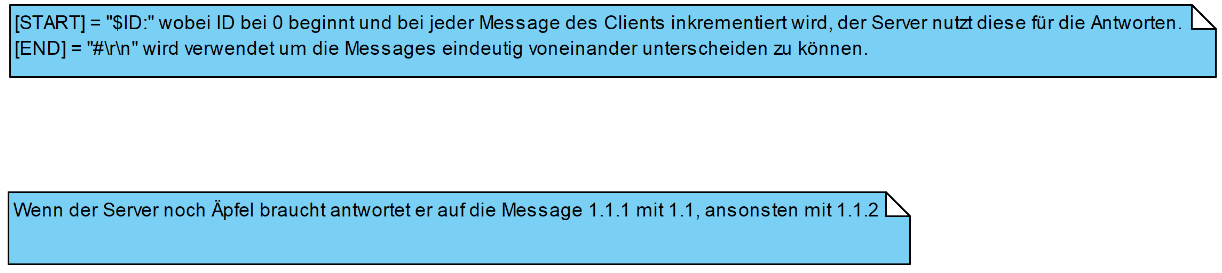 [START] = "$ID:" wobei ID bei 0 beginnt und bei jeder Message des Clients inkrementiert wird, der Server nutzt diese für die Antworten.
[END] = "#\r\n" wird verwendet um die Messages eindeutig voneinander unterscheiden zu können.
Wenn der Server noch Äpfel braucht antwortet er auf die Message 1.1.1 mit 1.1, ansonsten mit 1.1.2